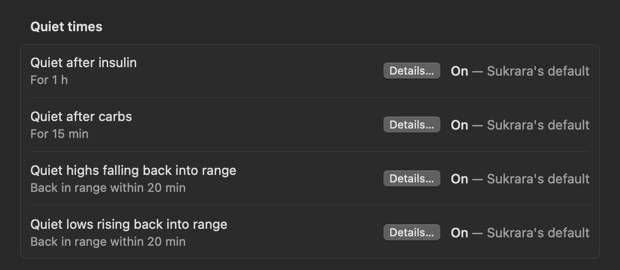 Quiet times
Quiet after insulin
For 1 h
Details... On — Sukrara's default
Quiet after carbs
For 15 min
Details... On — Sukrara's default
Quiet highs falling back into range
Back in range within 20 min
Details... On — Sukrara's default
Quiet lows rising back into range
Back in range within 20 min
Details... On — Sukrara's default